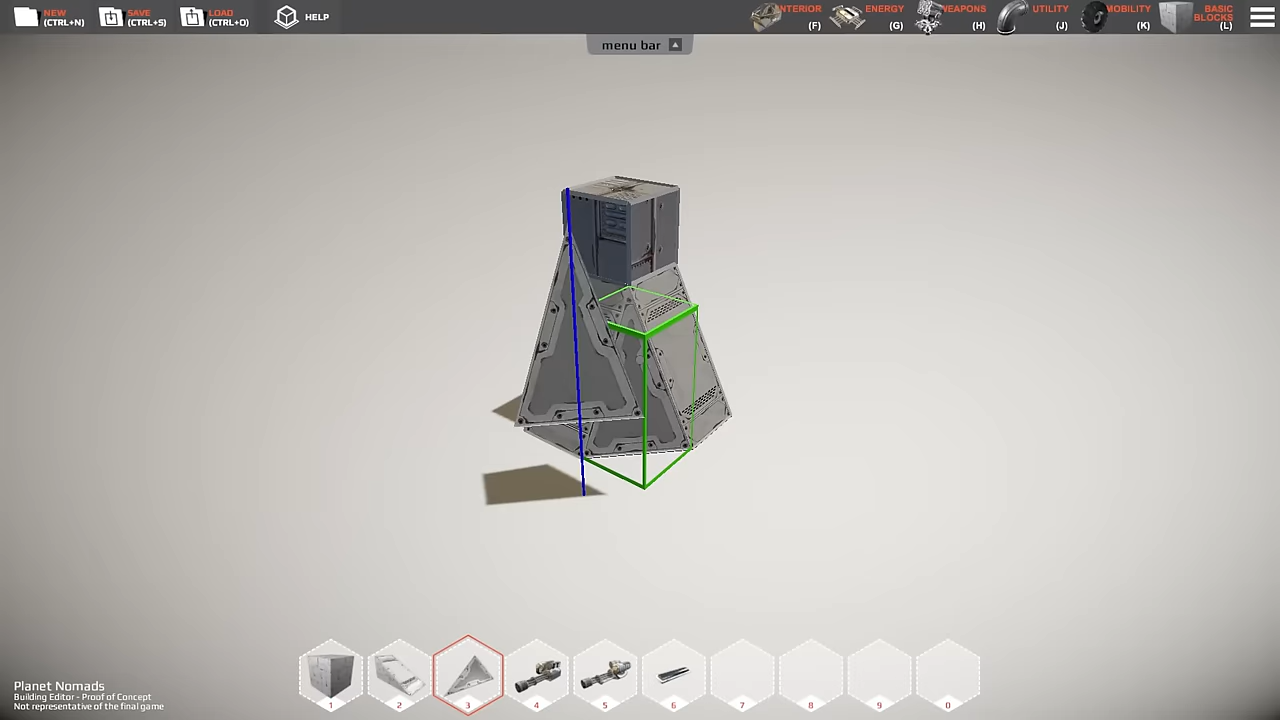 NEW
(CTRL+N)
SAVE
(CTRL+S)
LOAD
(CTRL+O)
HELP
INTERIOR
(F)
ENERGY
(G)
WEAPONS
(H)
UTILITY
(J)
MOBILITY
(K)
BASIC
BLOCKS
(L)
menu bar
1
2
3
4
5
6
7
8
9
0
Planet Nomads
Building Editor - Proof of Concept
Not representative of the final game